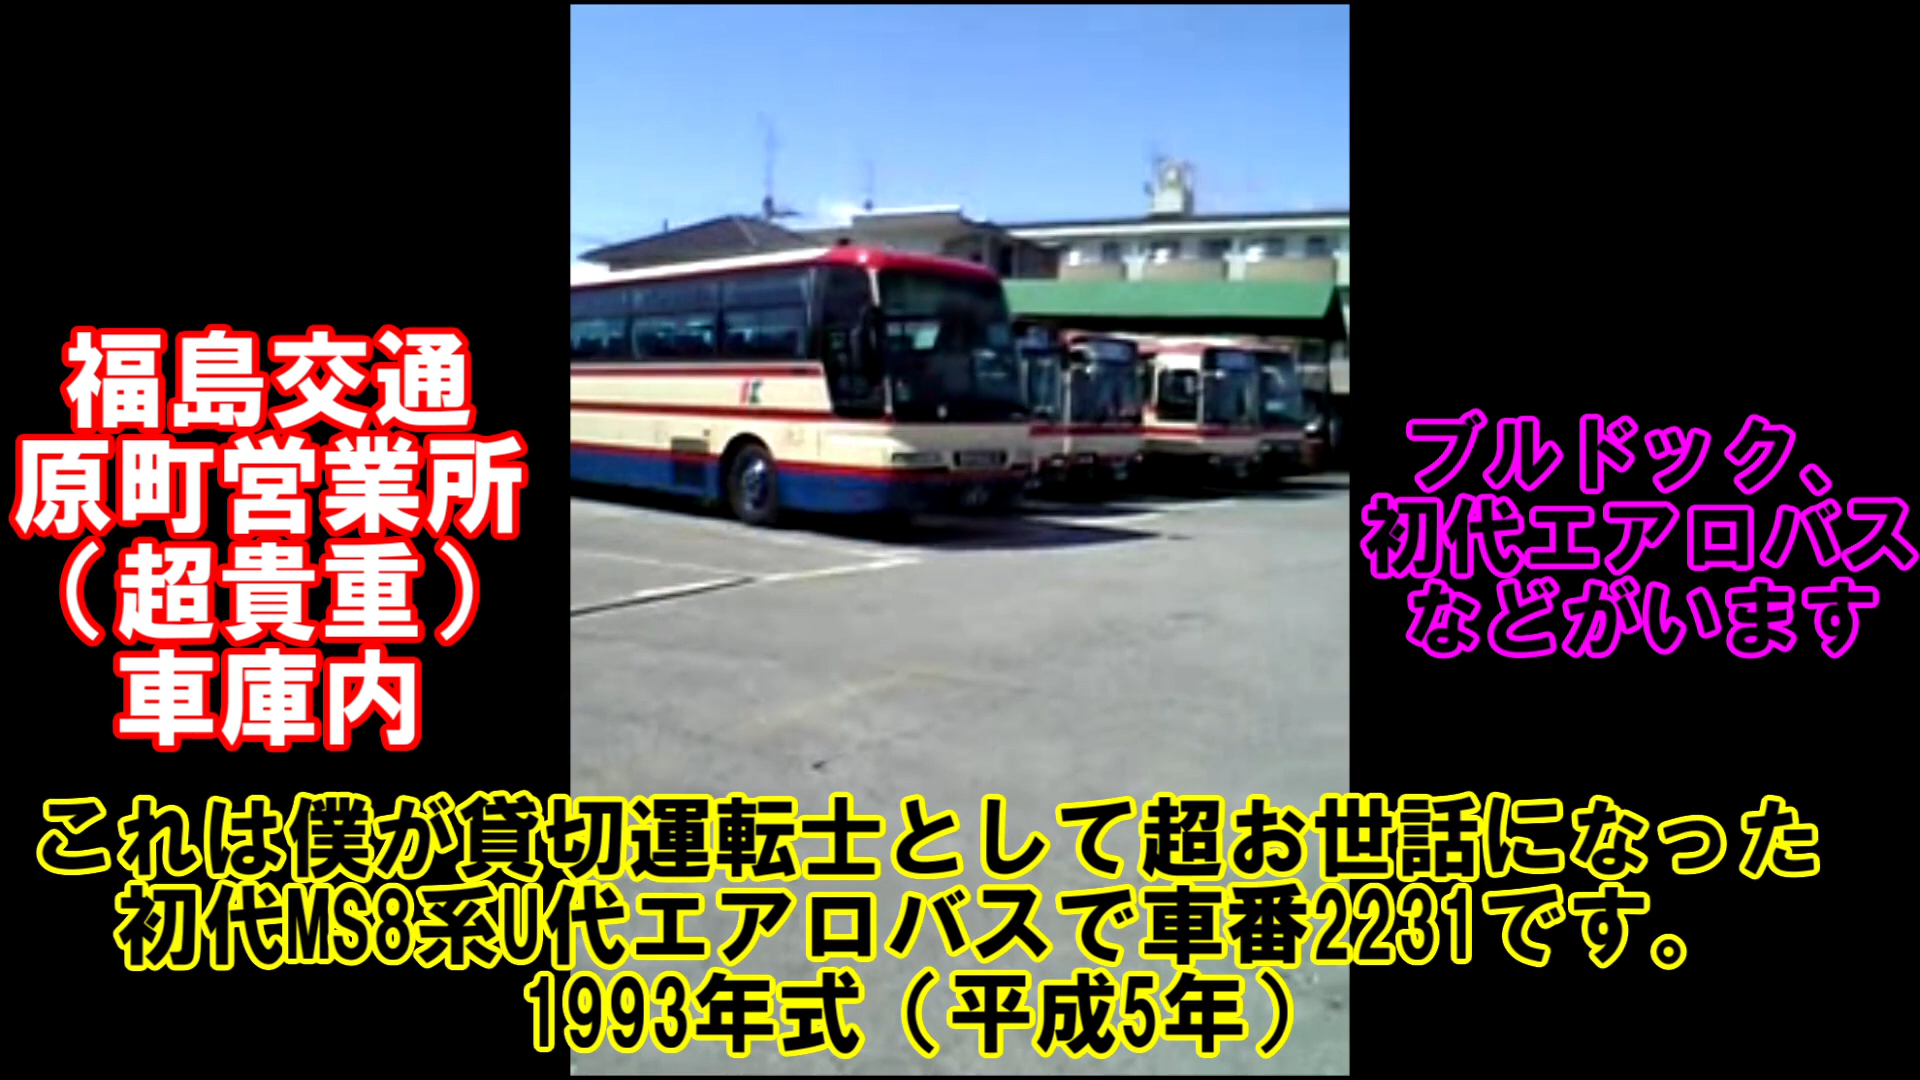 福島交通
原町営業所
（超貴重）
車庫内
ブルドック、
初代エアロバス
などがいます
これは僕が貸切運転士として超お世話になった
初代MS8系U代エアロバスで車番2231です。
1993年式（平成5年）